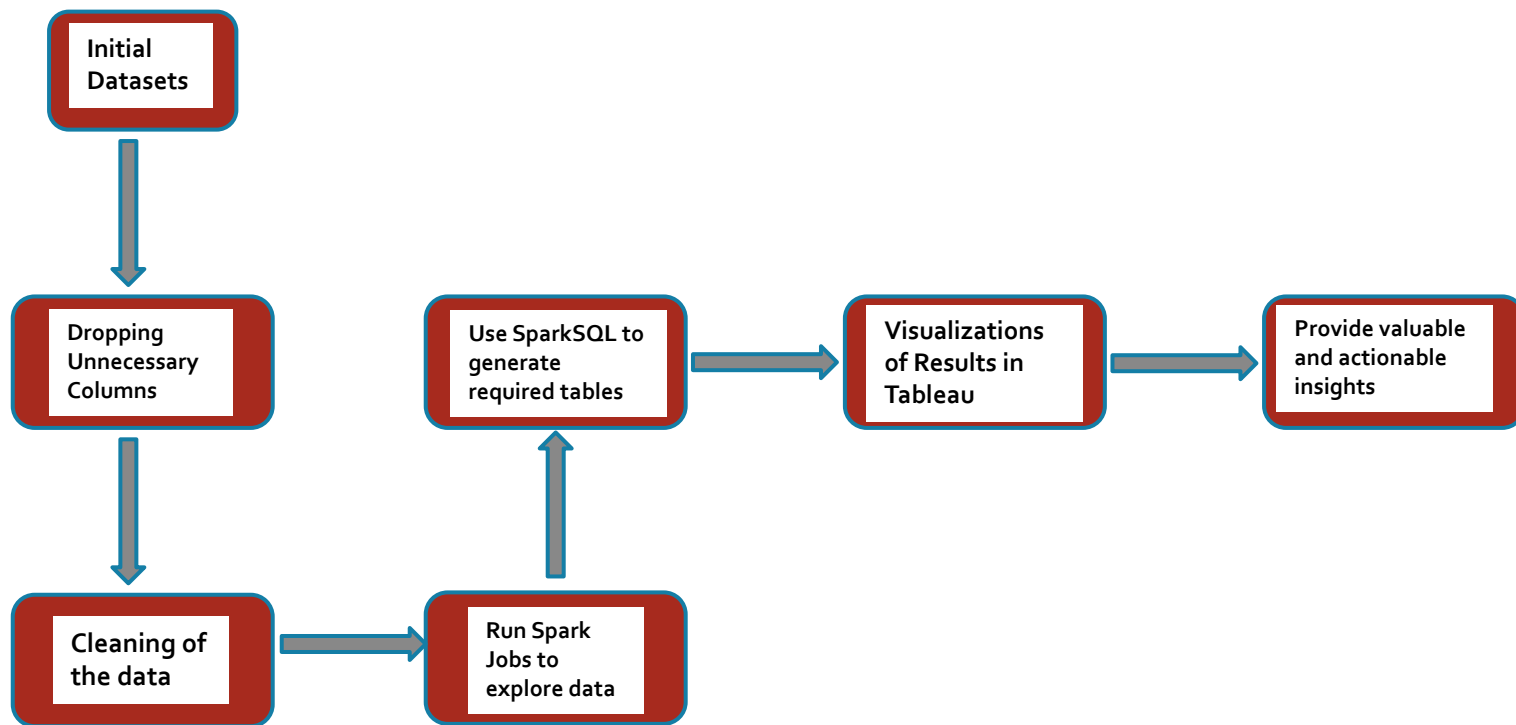 Initial
Datasets
Dropping
Unnecessary
Columns
Cleaning of
the data
Run Spark
Jobs to
explore data
Use SparkSQL to
generate
required tables
Visualizations
of Results in
Tableau
Provide valuable
and actionable
insights